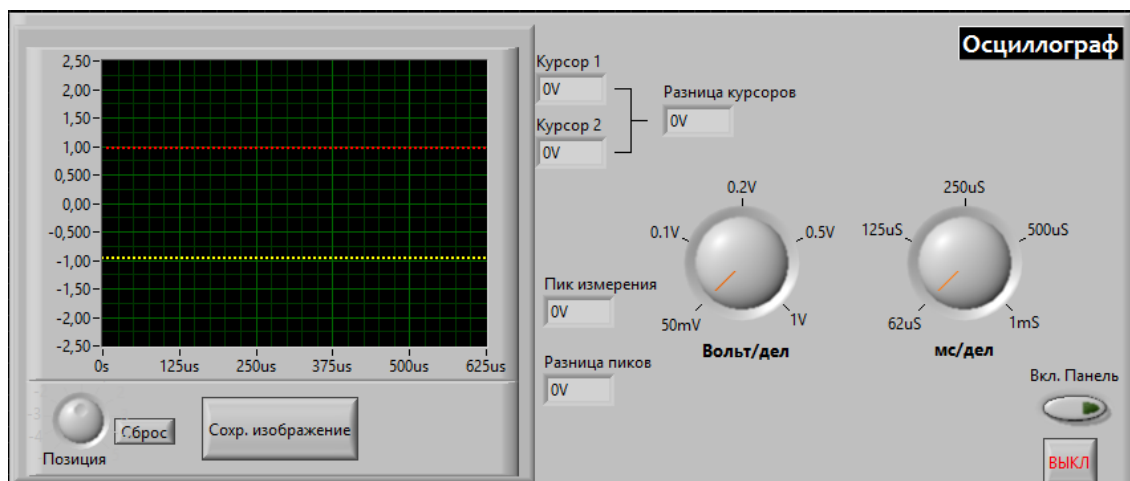 Осциллограф
2,50
2,00
1,50
1,00
0,500
0,00
-0,500
-1,00
-1,50
-2,00
-2,50
0s 125us 250us 375us 500us 625us
Позиция
Сброс
Сохр. изображение
Курсор 1
0V
Курсор 2
0V
Разница курсоров
0V
Пик измерения
0V
Разница пиков
0V
0.2V
0.1V
0.5V
50mV
1V
Вольт/дел
250uS
125uS
500uS
62uS
1mS
мс/дел
Вкл. Панель
ВЫКЛ